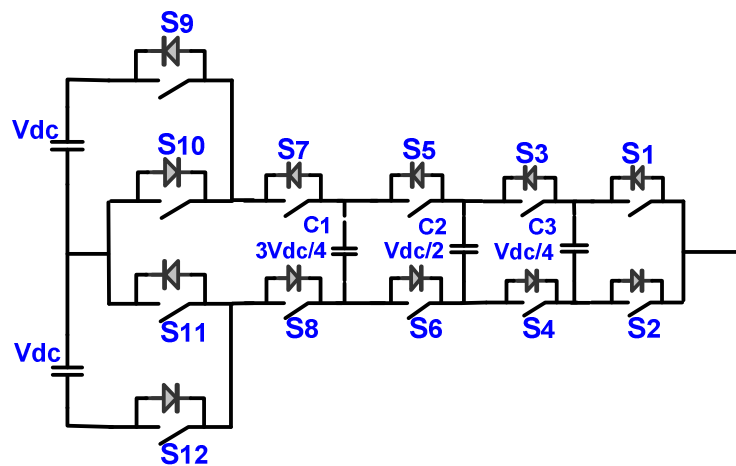 S9
Vdc
S10
S7
S5
S3
S1
C1
C2
C3
3Vdc/4
Vdc/2
Vdc/4
S11
S8
S6
S4
S2
Vdc
S12